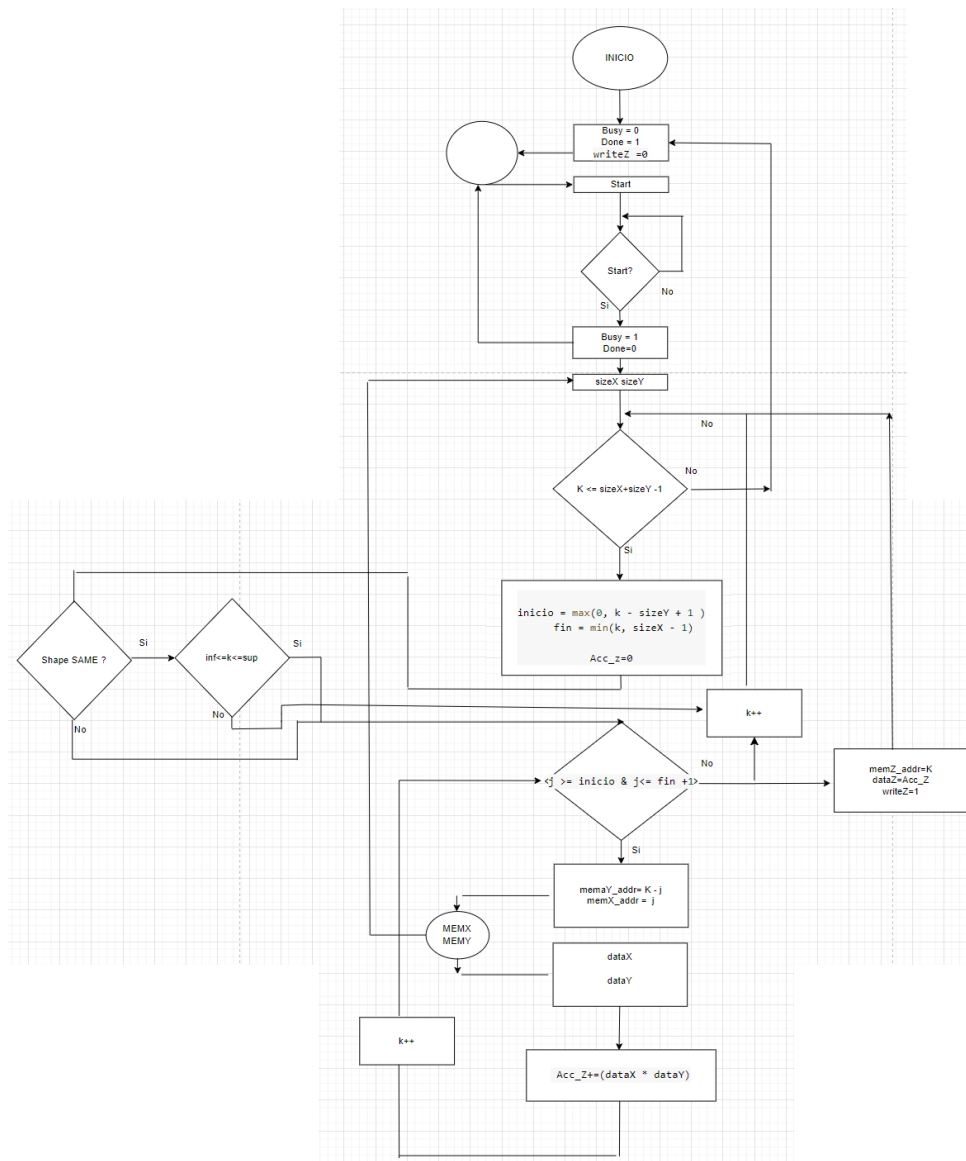 INICIO
Busy = 0
Done = 1
writeZ =0
Start
Start?
No
Si
Busy = 1
Done=0
sizeX sizeY
No
K <= sizeX+sizeY -1
No
Si
inicio = max(0, k - sizeY + 1 )
fin = min(k, sizeX - 1)
Acc_z=0
Shape SAME ?
Si
No
inf<=k<=sup
Si
No
k++
<j >= inicio & j<= fin +1>
No
Si
memZ_addr=K
dataZ=Acc_Z
writeZ=1
memaY_addr= K - j
memX_addr = j
MEMX
MEMY
dataX
dataY
k++
Acc_Z+=(dataX * dataY)